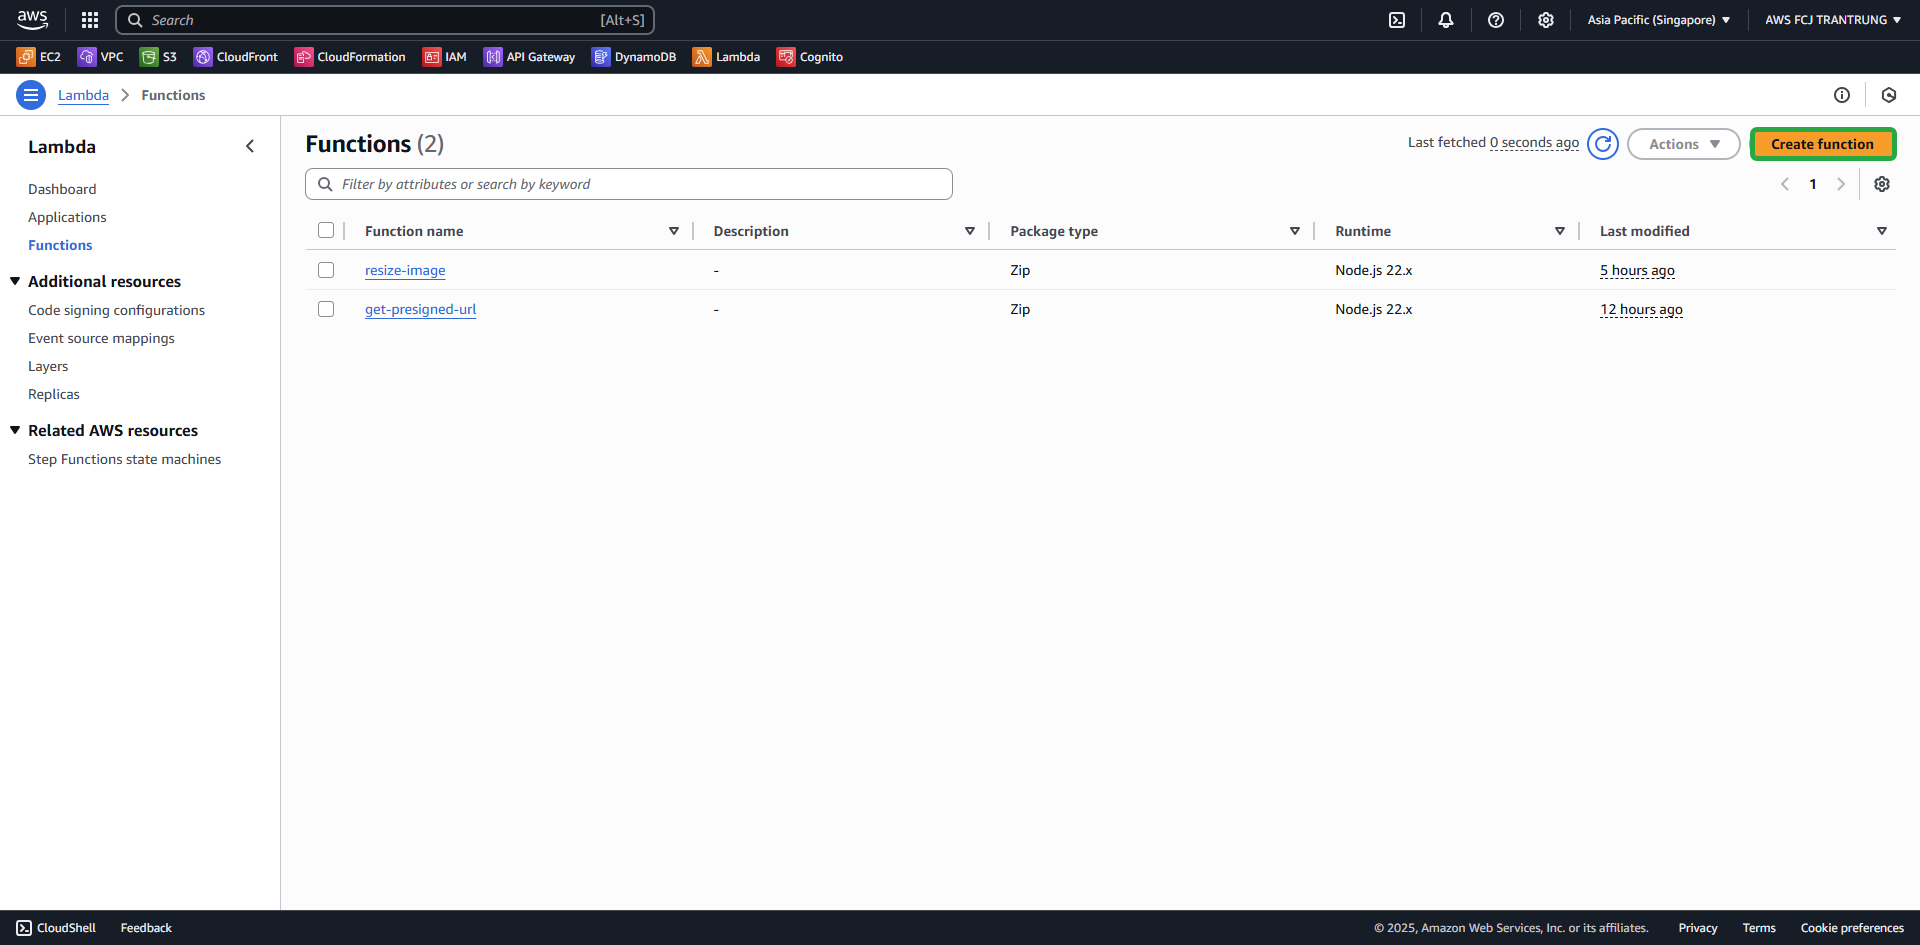 aws
Search [Alt+S]
Asia Pacific (Singapore)
AWS FCJ TRANTRUNG
EC2 VPC S3 CloudFront CloudFormation IAM API Gateway DynamoDB Lambda Cognito
Lambda Functions
Lambda
Dashboard
Applications
Functions
Additional resources
Code signing configurations
Event source mappings
Layers
Replicas
Related AWS resources
Step Functions state machines
Functions (2)
Last fetched 0 seconds ago
Actions
Create function
Filter by attributes or search by keyword
1
Function name Description Package type Runtime Last modified
resize-image - Zip Node.js 22.x 5 hours ago
get-presigned-url - Zip Node.js 22.x 12 hours ago
CloudShell Feedback © 2025, Amazon Web Services, Inc. or its affiliates. Privacy Terms Cookie preferences